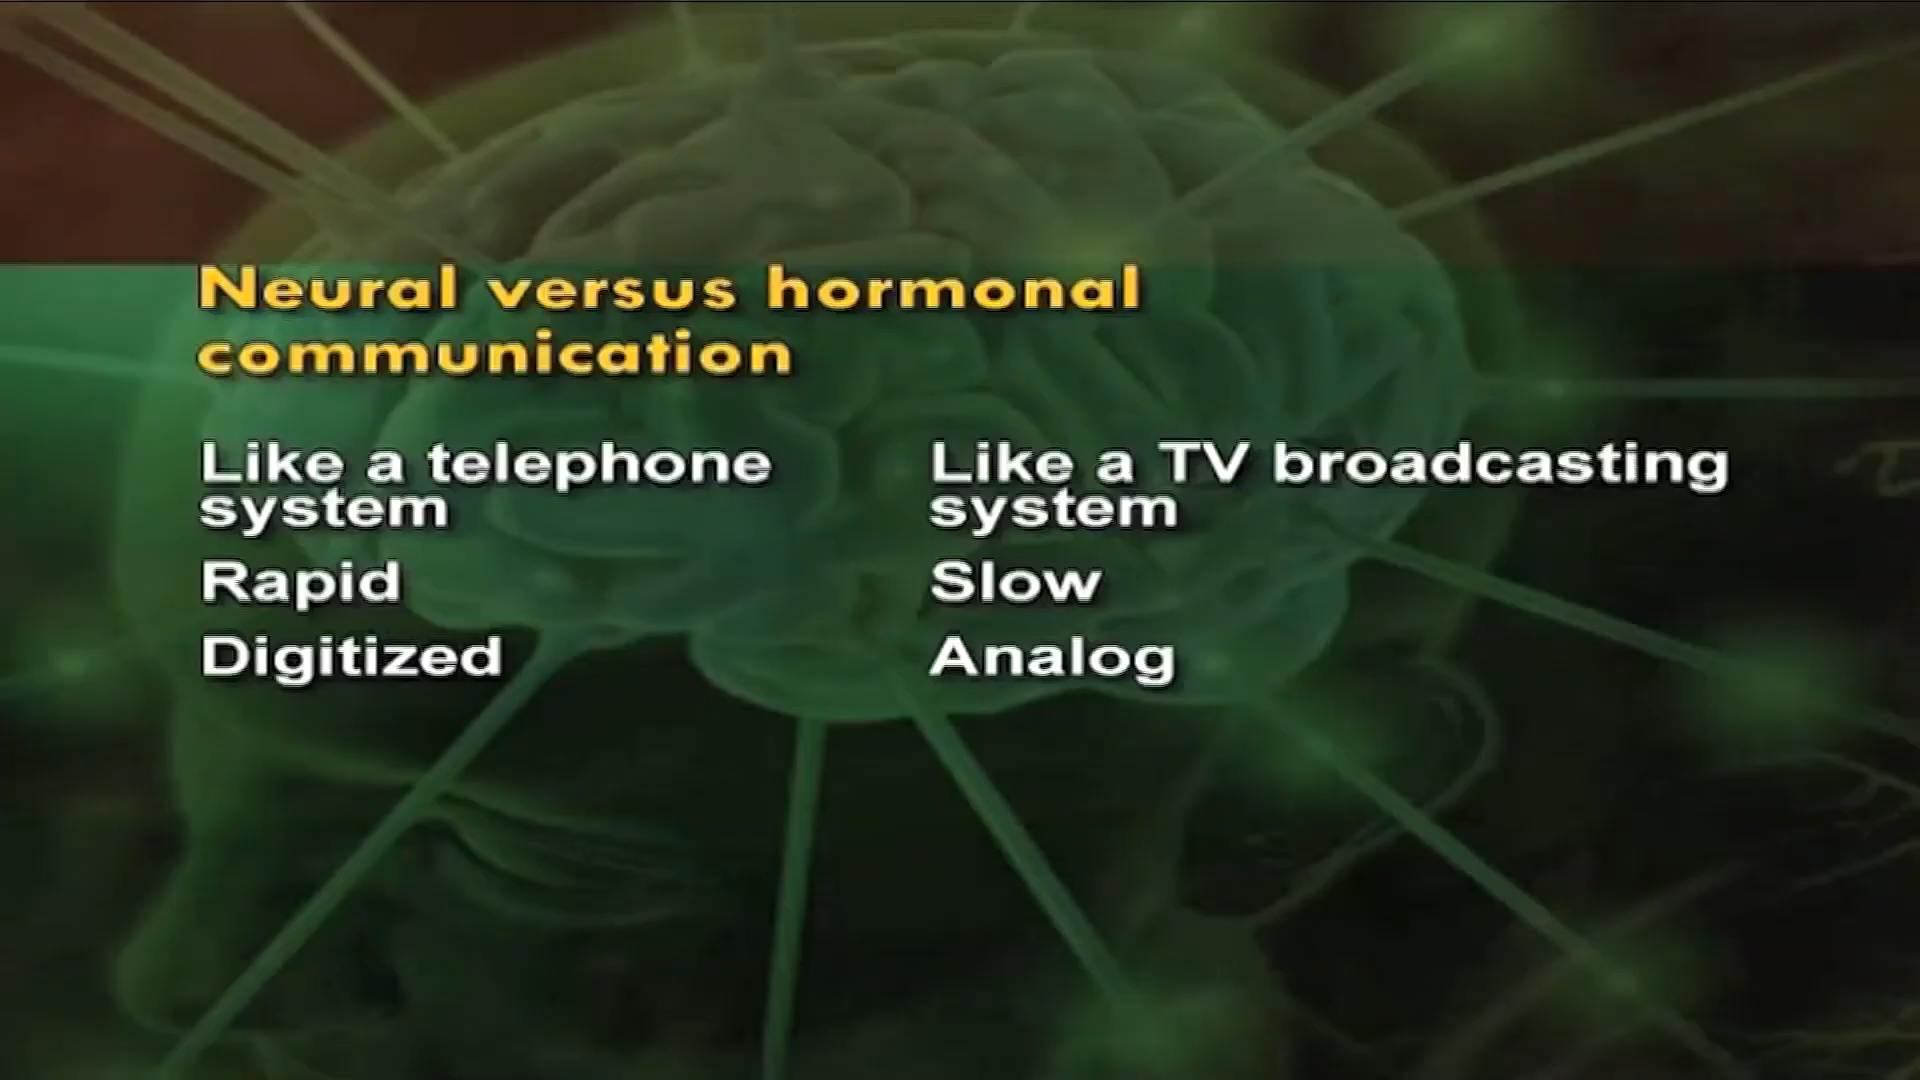 Neural versus hormonal
communication
Like a telephone
system
Rapid
Digitized
Like a TV broadcasting
system
Slow
Analog